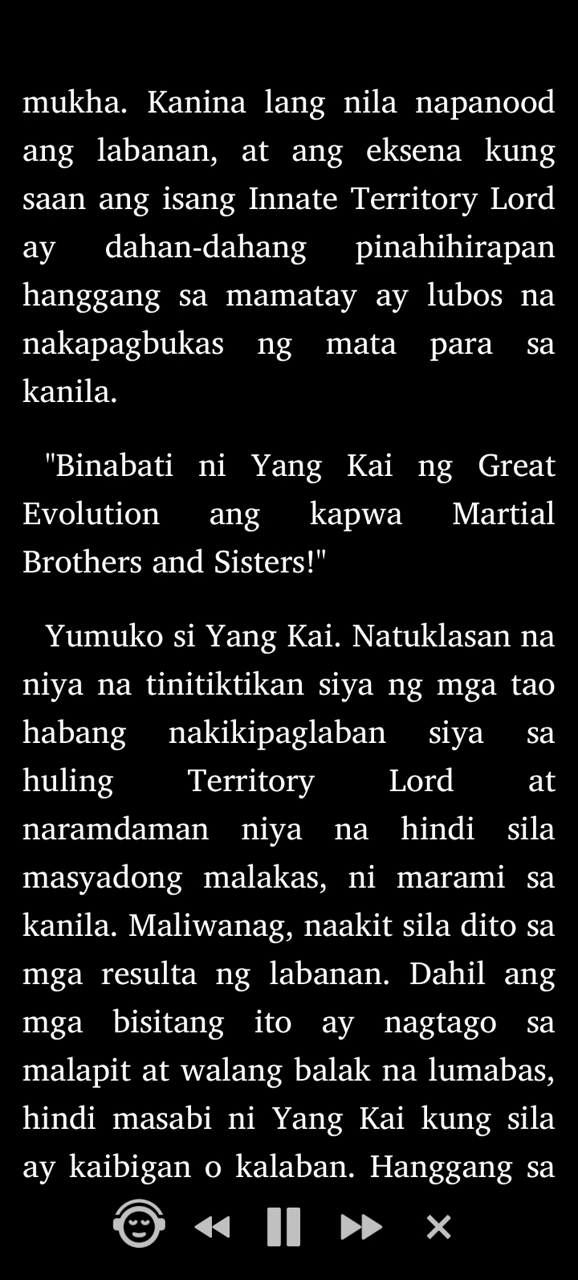 mukha. Kanina lang nila napanood
ang labanan, at ang eksena kung
saan ang isang Innate Territory Lord
ay dahan-dahang pinahihirapan
hanggang sa mamatay ay lubos na
nakapagbukas ng mata para sa
kanila.
"Binabati ni Yang Kai ng Great
Evolution ang kapwa Martial
Brothers and Sisters!"
Yumuko si Yang Kai. Natuklasan na
niya na tinitiktikan siya ng mga tao
habang nakikipaglaban siya sa
huling Territory Lord at
naramdaman niya na hindi sila
masyadong malakas, ni marami sa
kanila. Maliwanag, naakit sila dito sa
mga resulta ng labanan. Dahil ang
mga bisitang ito ay nagtago sa
malapit at walang balak na lumabas,
hindi masabi ni Yang Kai kung sila
ay kaibigan o kalaban. Hanggang sa